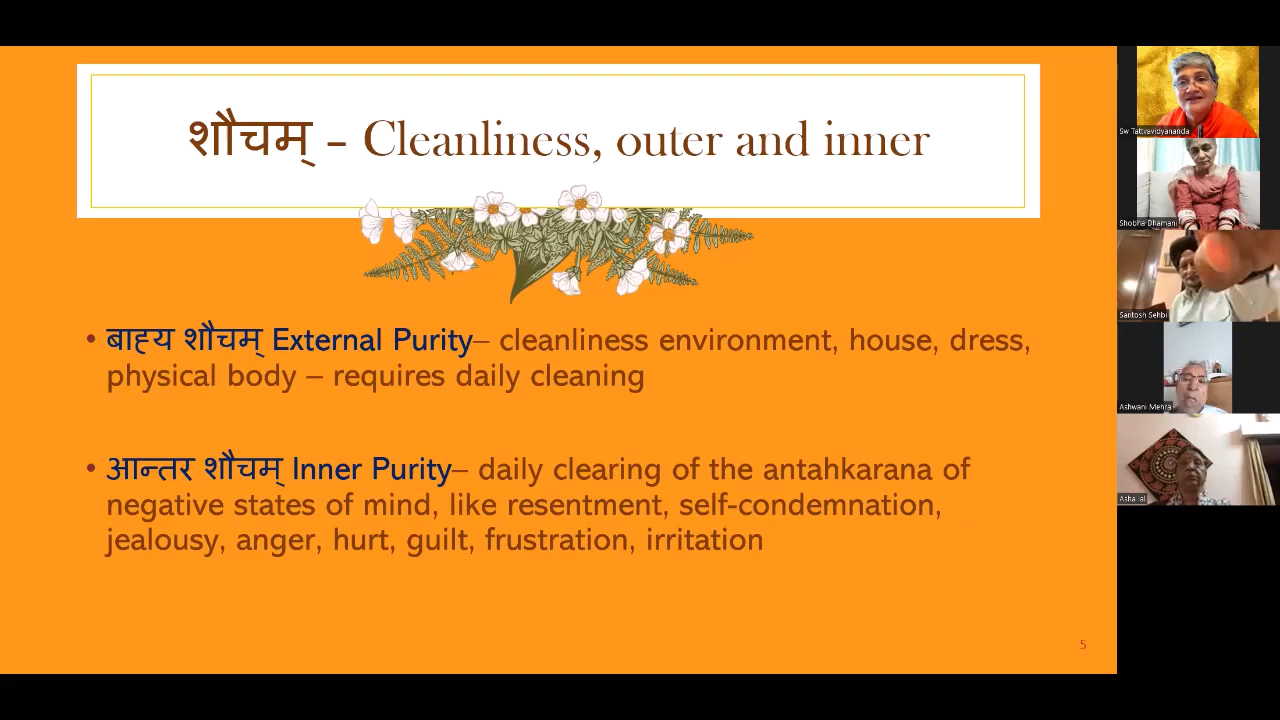 शौचम् – Cleanliness, outer and inner
• बाह्य शौचम् External Purity– cleanliness environment, house, dress,
physical body – requires daily cleaning
• आन्तर शौचम् Inner Purity– daily clearing of the antahkarana of
negative states of mind, like resentment, self-condemnation,
jealousy, anger, hurt, guilt, frustration, irritation
5
Sw Tattvavidyananda
Shobha Dhamani
Santosh Sehbi
Ashwani Mehra
Asha lal